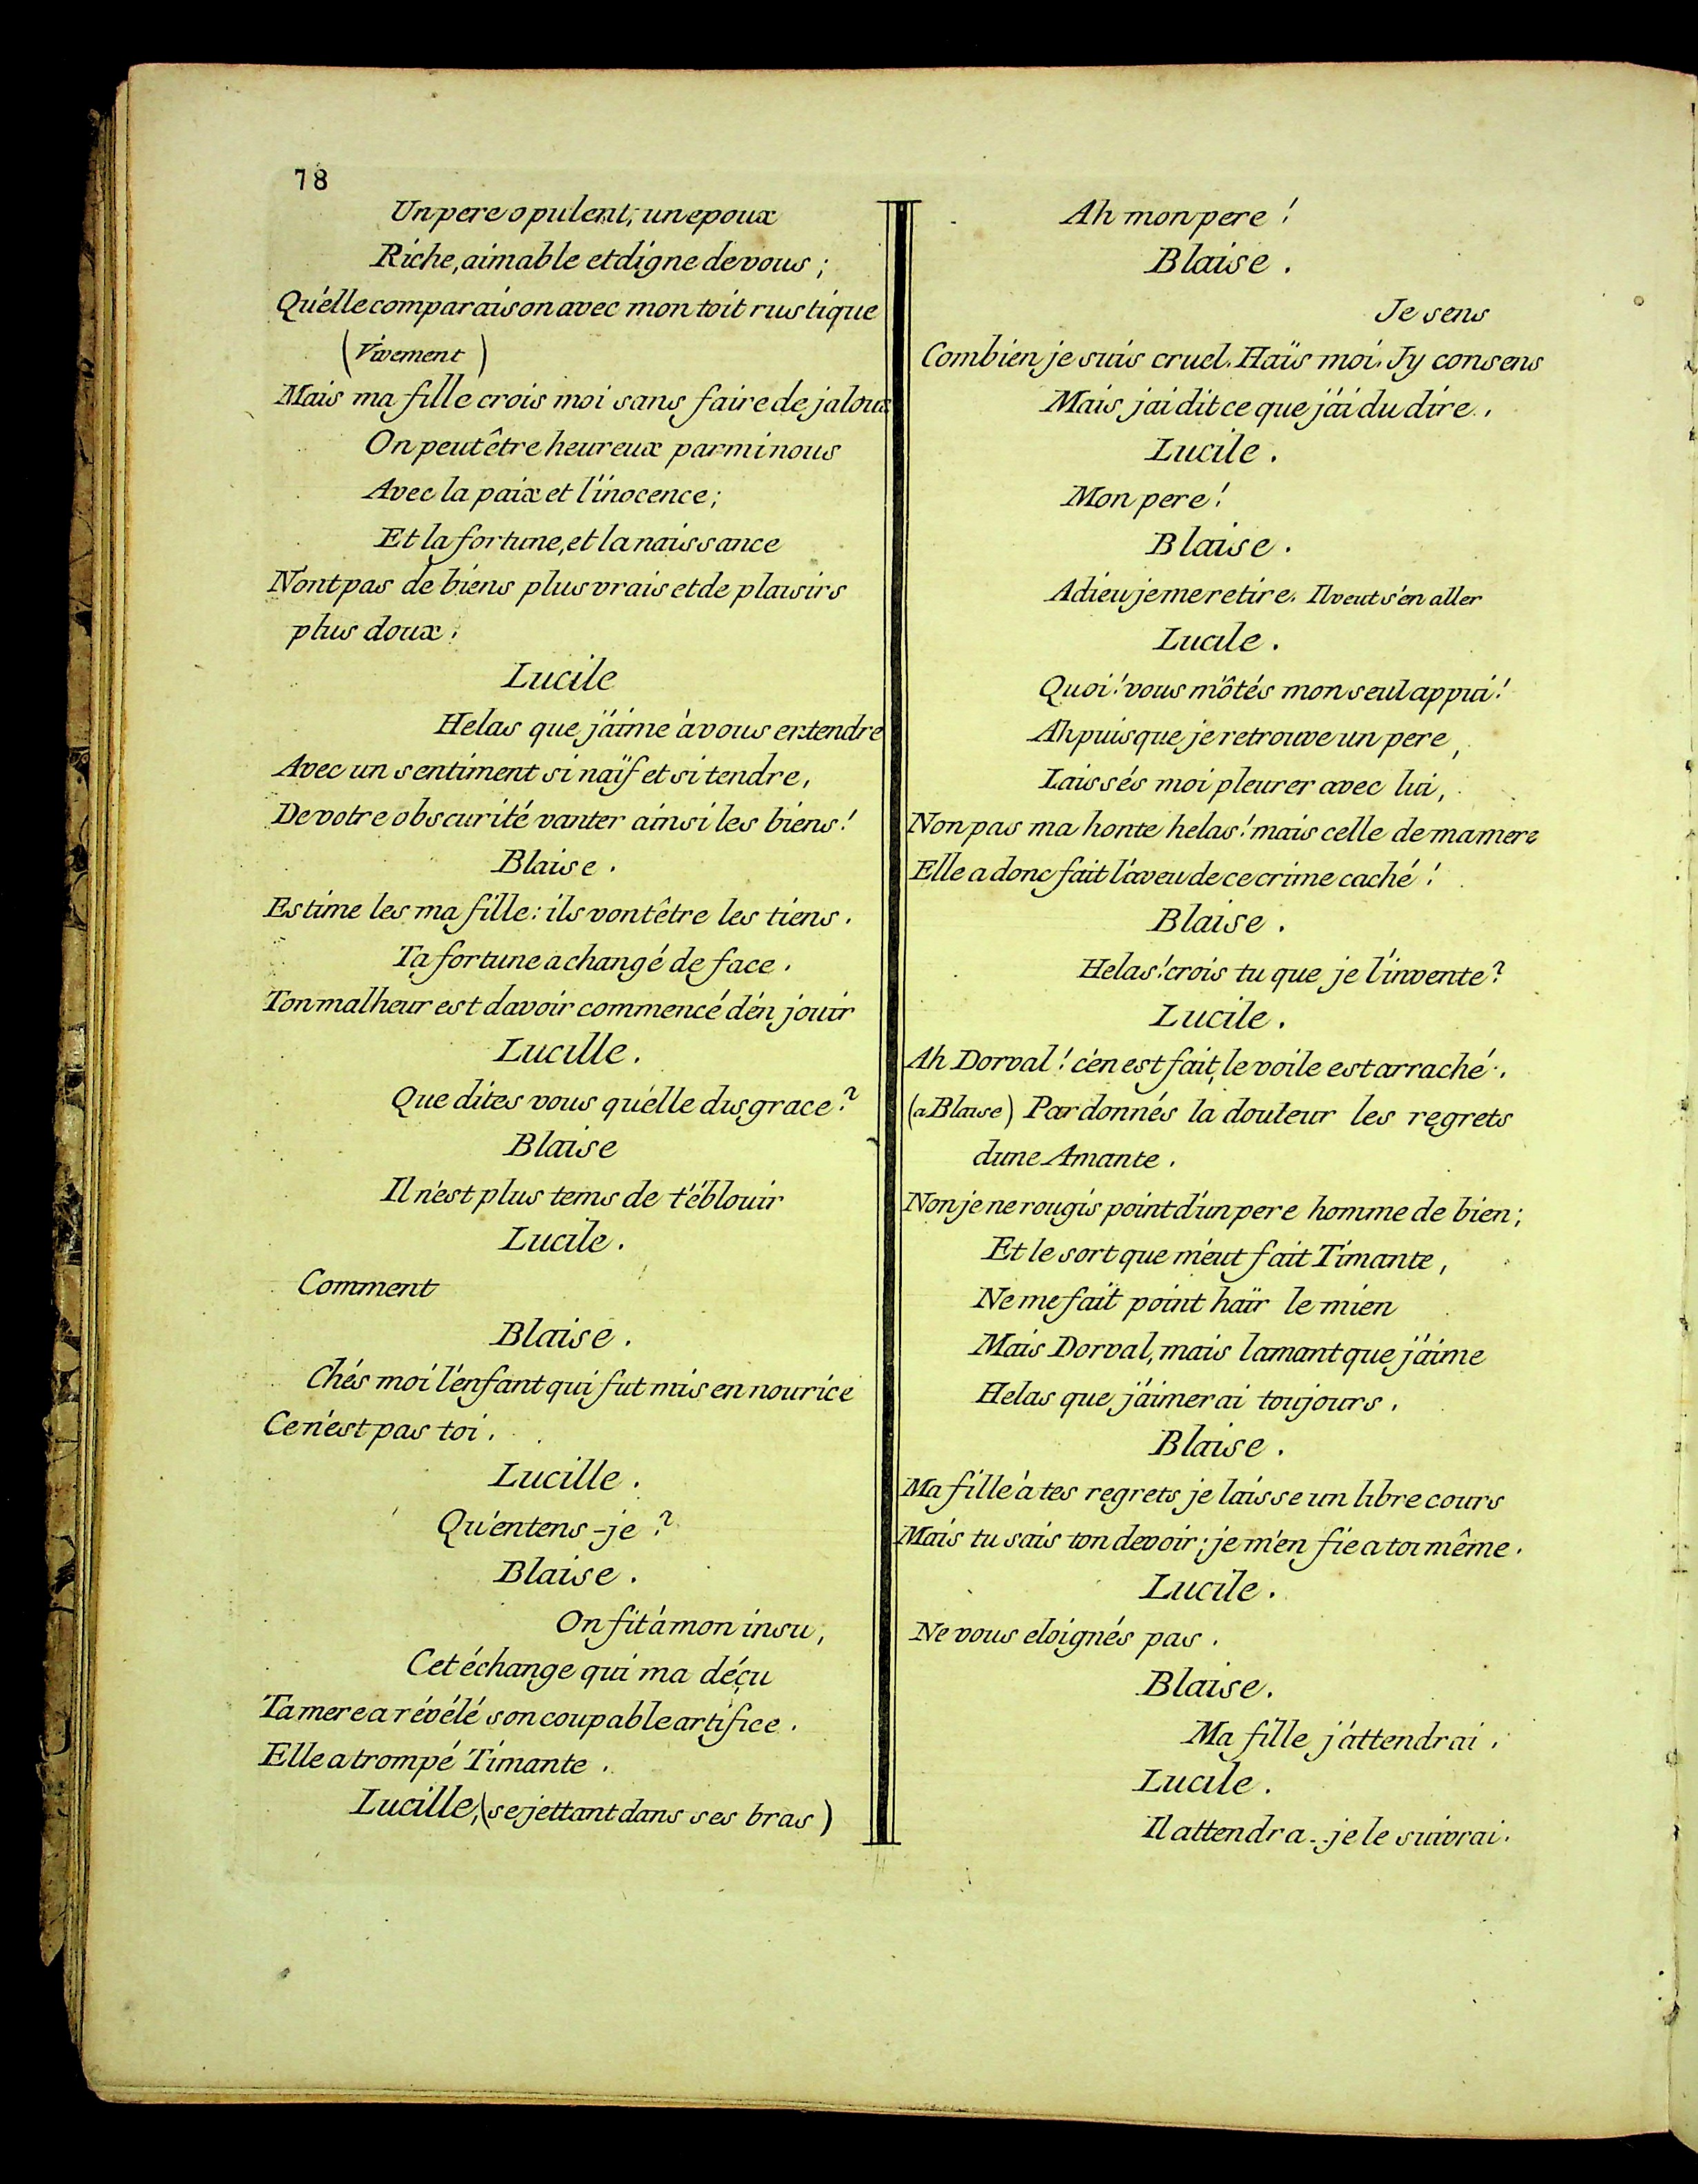 78
Un pere opulent, un epoux
Riche, aimable et digne de vous ;
Qu'elle comparaison avec mon toit rustique
(Vivement)
Mais ma fille crois moi sans faire de jaloux
On peut être heureux parmi nous
Avec la paix et l'inocence ;
Et la fortune, et la naissance
N'ont pas de biens plus vrais et de plaisirs
plus doux.
Lucile
Helas que j'aime à vous entendre
Avec un sentiment si naïf et si tendre,
De votre obscurité vanter ainsi les biens !
Blaise.
Estime les ma fille : ils vont être les tiens.
Ta fortune a changé de face.
Ton malheur est davoir commencé d'en jouir
Lucille.
Que dites vous qu'elle disgrace ?
Blaise
Il n'est plus tems de t'éblouir
Lucile.
Comment
Blaise.
Chés moi l'enfant qui fut mis en nourice
Ce n'est pas toi.
Lucille.
Qu'entens-je ?
Blaise.
On fit à mon insu,
Cet échange qui ma déçu
Ta mere a révélé son coupable artifice.
Elle a trompé Timante.
Lucille, (se jettant dans ses bras)
Ah mon pere !
Blaise.
Je sens
Combien je suis cruel. Haïs moi. Jy consens
Mais jai dit ce que j'ai du dire.
Lucile.
Mon pere !
Blaise.
Adieu je me retire. Il veut s'en aller
Lucile.
Quoi ! vous m'ôtés mon seul appui !
Ah puisque je retrouve un pere,
Laissés moi pleurer avec lui,
Non pas ma honte helas ! mais celle de ma mere
Elle a donc fait l'aveu de ce crime caché !
Blaise.
Helas ! crois tu que je l'invente ?
Lucile.
Ah Dorval ! c'en est fait, le voile est arraché.
(a Blaise) Pardonnés la douleur les regrets
dune Amante.
Non je ne rougis point d'un pere homme de bien ;
Et le sort que m'eut fait Timante,
Ne me fait point haïr le mien
Mais Dorval, mais lamant que j'aime
Helas que j'aimerai toujours.
Blaise.
Ma fille à tes regrets je laisse un libre cours
Mais tu sais ton devoir ; je m'en fie a toi même.
Lucile.
Ne vous eloignés pas.
Blaise.
Ma fille j'attendrai.
Lucile.
Il attendra.. je le suivrai.